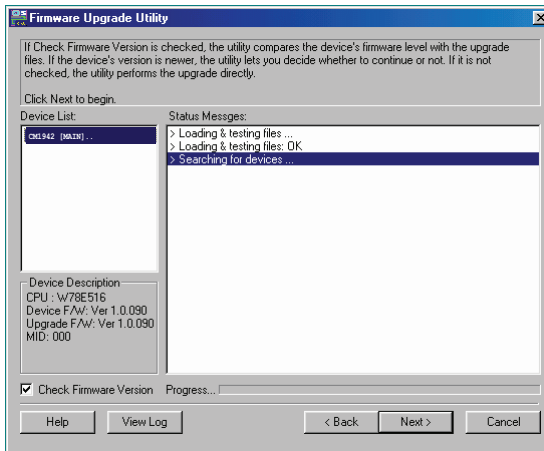 Firmware Upgrade Utility
If Check Firmware Version is checked, the utility compares the device's firmware level with the upgrade
files. If the device's version is newer, the utility lets you decide whether to continue or not. If it is not
checked, the utility performs the upgrade directly.
Click Next to begin.
Device List:
CM1942 [MAIN]..
Status Messges:
> Loading & testing files ...
> Loading & testing files: OK
> Searching for devices ...
Device Description
CPU : W78E516
Device F/W: Ver 1.0.090
Upgrade F/W: Ver 1.0.090
MID: 000
Check Firmware Version
Progress...
Help
View Log
< Back
Next >
Cancel